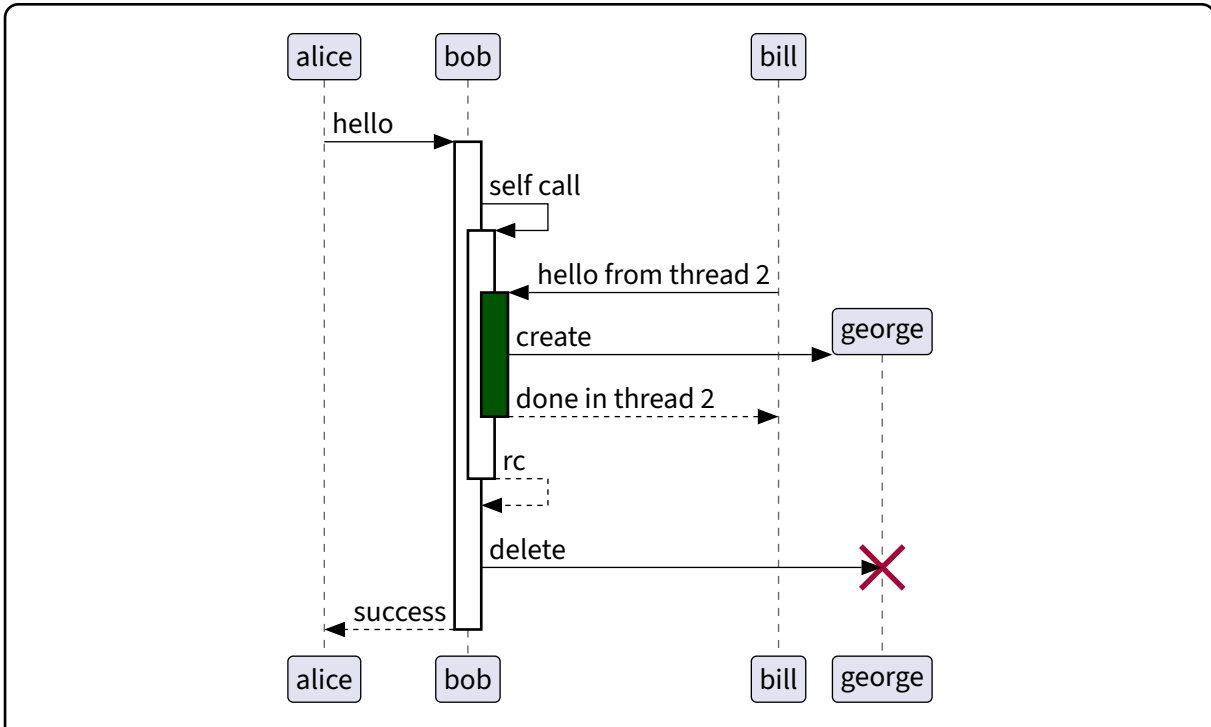 alice
bob
bill
hello
self call
hello from thread 2
george
create
done in thread 2
rc
delete
success
alice
bob
bill
george